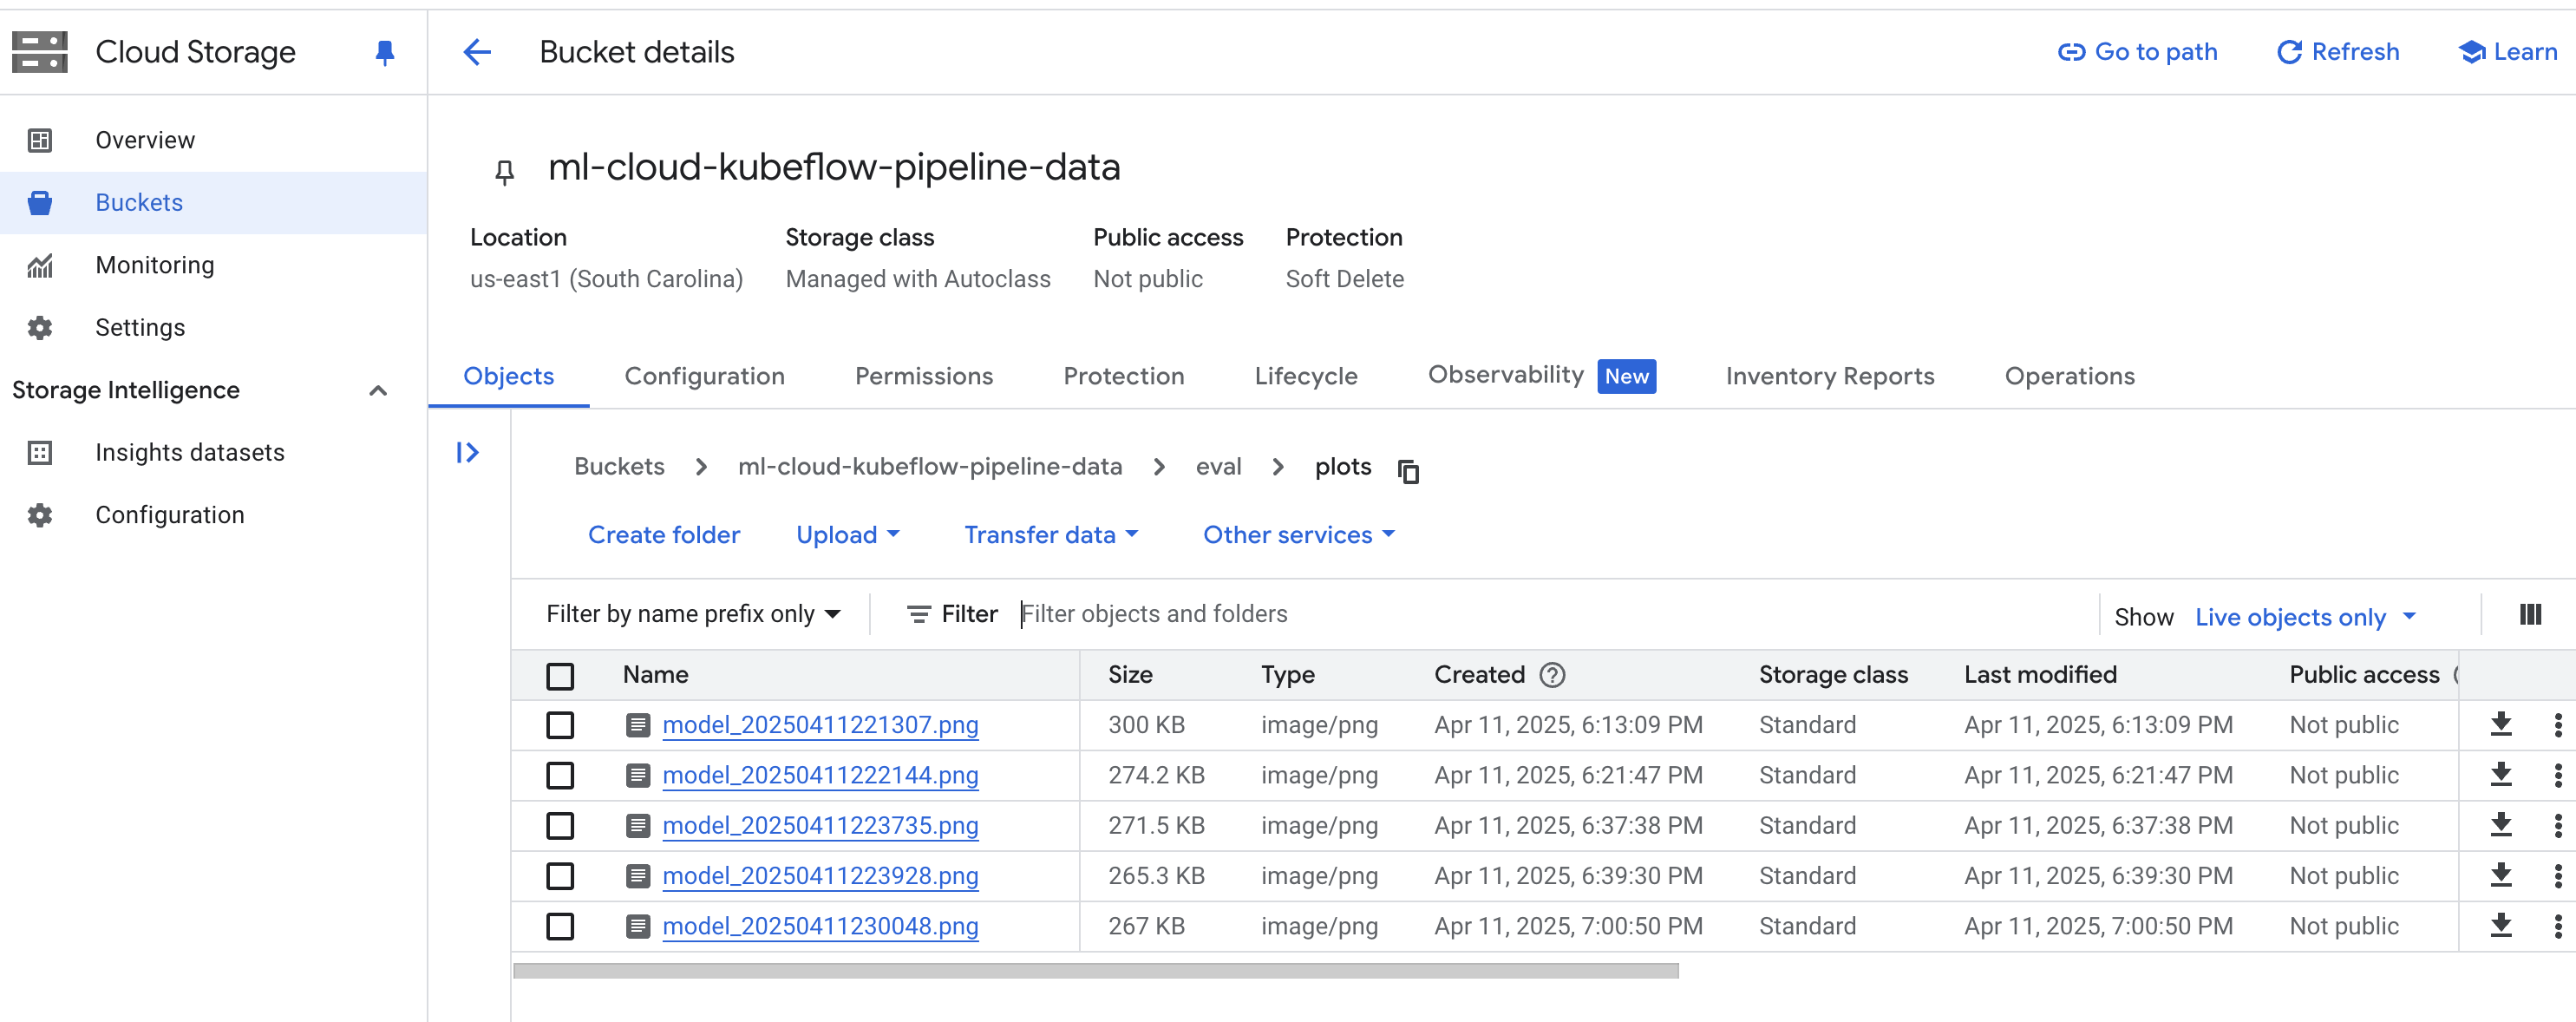 Cloud Storage
Bucket details
Go to path
Refresh
Learn
Overview
Buckets
Monitoring
Settings
Storage Intelligence
Insights datasets
Configuration
ml-cloud-kubeflow-pipeline-data
Location Storage class Public access Protection
us-east1 (South Carolina) Managed with Autoclass Not public Soft Delete
Objects Configuration Permissions Protection Lifecycle Observability New Inventory Reports Operations
Buckets ml-cloud-kubeflow-pipeline-data eval plots
Create folder Upload Transfer data Other services
Filter by name prefix only Filter Filter objects and folders Show Live objects only
Name Size Type Created Storage class Last modified Public access
model_20250411221307.png 300 KB image/png Apr 11, 2025, 6:13:09 PM Standard Apr 11, 2025, 6:13:09 PM Not public
model_20250411222144.png 274.2 KB image/png Apr 11, 2025, 6:21:47 PM Standard Apr 11, 2025, 6:21:47 PM Not public
model_20250411223735.png 271.5 KB image/png Apr 11, 2025, 6:37:38 PM Standard Apr 11, 2025, 6:37:38 PM Not public
model_20250411223928.png 265.3 KB image/png Apr 11, 2025, 6:39:30 PM Standard Apr 11, 2025, 6:39:30 PM Not public
model_20250411230048.png 267 KB image/png Apr 11, 2025, 7:00:50 PM Standard Apr 11, 2025, 7:00:50 PM Not public